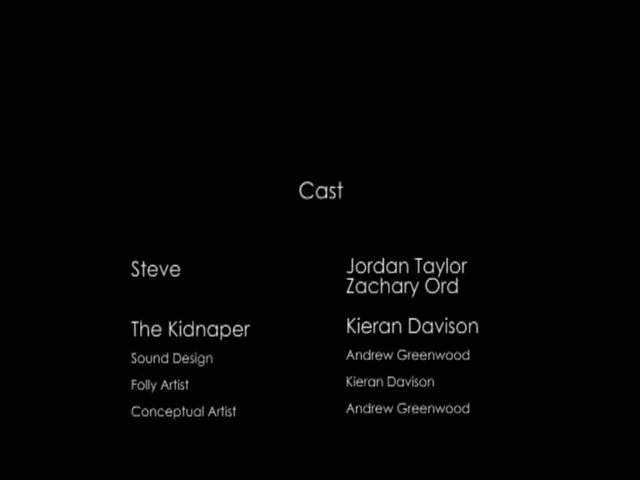 Cast
Steve Jordan Taylor
Zachary Ord
The Kidnaper Kieran Davison
Sound Design Andrew Greenwood
Folly Artist Kieran Davison
Conceptual Artist Andrew Greenwood